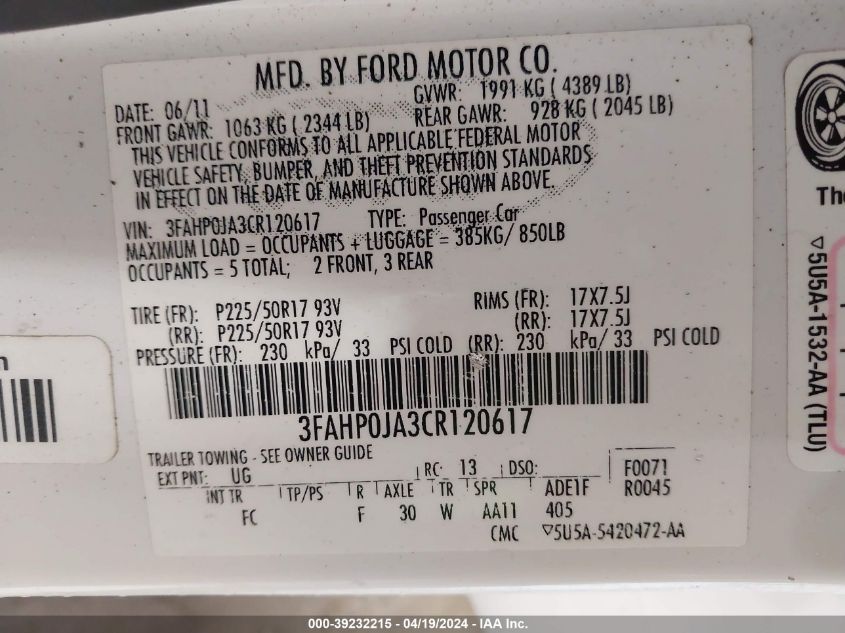 MFD. BY FORD MOTOR CO.
DATE: 06/11 GVWR: 1991 KG ( 4389 LB)
FRONT GAWR: 1063 KG ( 2344 LB) REAR GAWR: 928 KG ( 2045 LB)
THIS VEHICLE CONFORMS TO ALL APPLICABLE FEDERAL MOTOR
VEHICLE SAFETY, BUMPER, AND THEFT PREVENTION STANDARDS
IN EFFECT ON THE DATE OF MANUFACTURE SHOWN ABOVE.
VIN: 3FAHP0JA3CR120617 TYPE: Passenger Car
MAXIMUM LOAD = OCCUPANTS + LUGGAGE = 385KG/ 850LB
OCCUPANTS = 5 TOTAL; 2 FRONT, 3 REAR
TIRE (FR): P225/50R17 93V RIMS (FR): 17X7.5J
(RR): P225/50R17 93V (RR): 17X7.5J
PRESSURE (FR): 230 kPa/ 33 PSI COLD (RR): 230 kPa/ 33 PSI COLD
3FAHP0JA3CR120617
TRAILER TOWING - SEE OWNER GUIDE
EXT PNT: UG RC: 13 DSO: F0071
INT TR TP/PS R AXLE TR SPR ADE1F R0045
FC F 30 W AA11 405
CMC ▽5U5A-5420472-AA
The
▽5U5A-1532-AA (TLU)
000-39232215 - 04/19/2024 - IAA Inc.